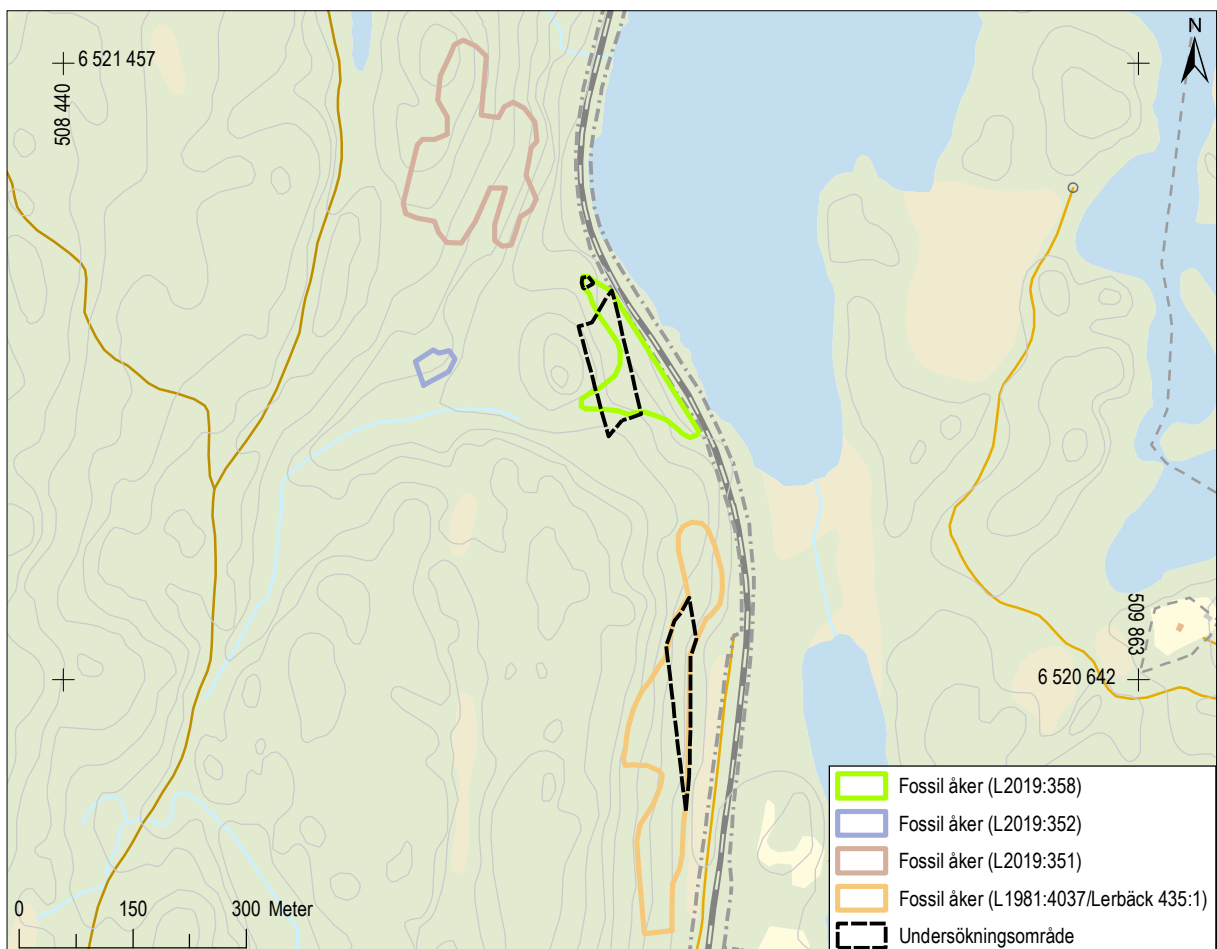 N
6 521 457
508 440
509 863
6 520 642
Fossil åker (L2019:358)
Fossil åker (L2019:352)
Fossil åker (L2019:351)
Fossil åker (L1981:4037/Lerbäck 435:1)
Undersökningsområde
0 150 300 Meter